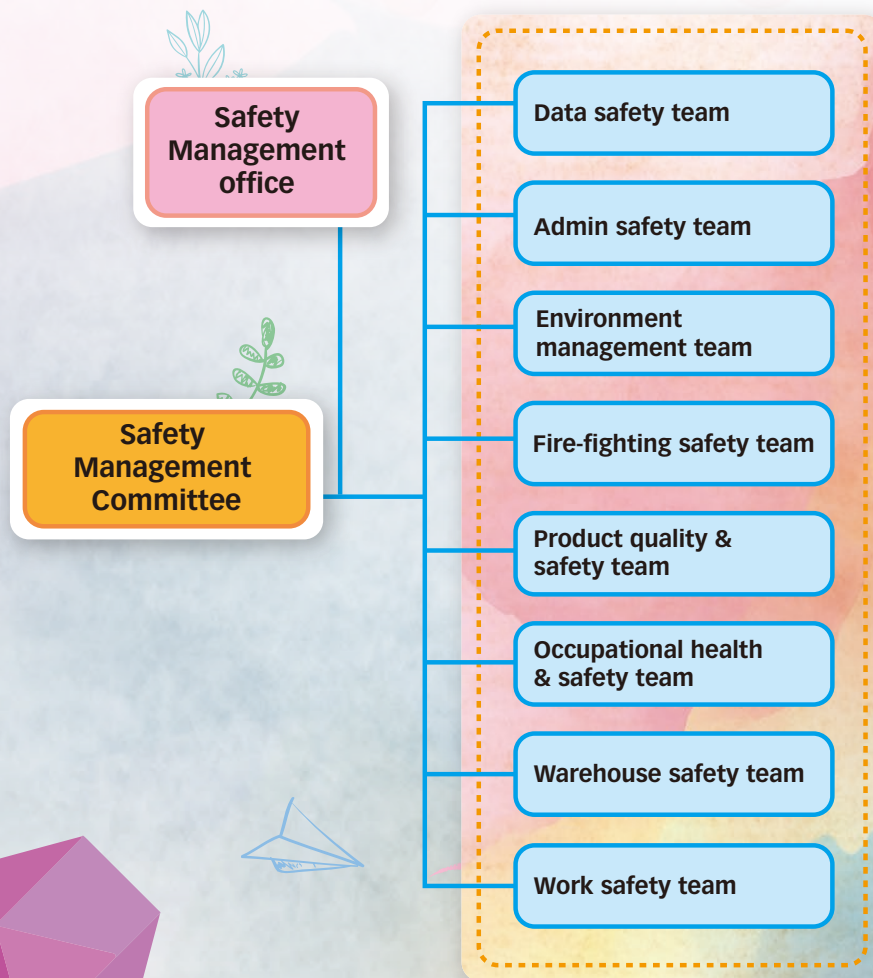 Safety
Management
office
Safety
Management
Committee
Data safety team
Admin safety team
Environment
management team
Fire-fighting safety team
Product quality &
safety team
Occupational health
& safety team
Warehouse safety team
Work safety team